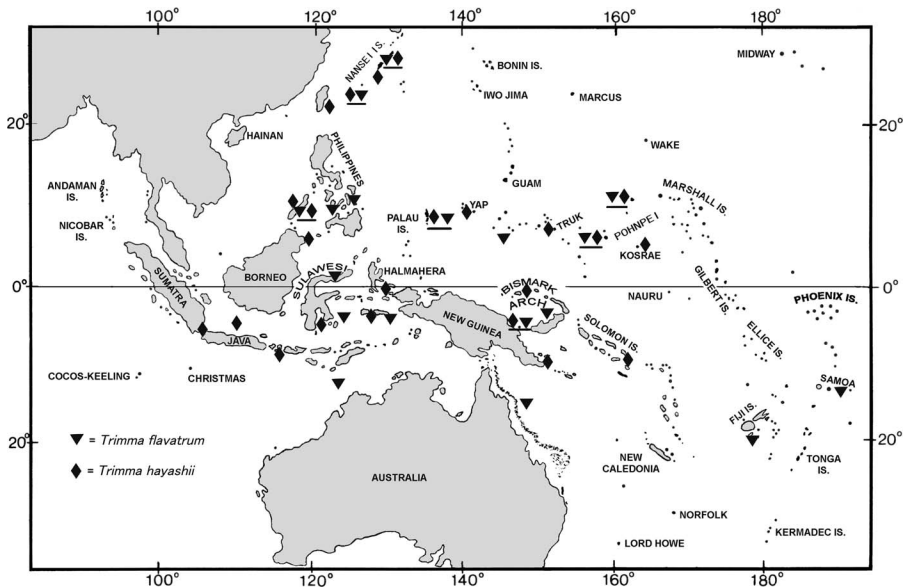 100° 120° 140° 160° 180°
NANSEI IS.
BONIN IS.
MIDWAY
IWO JIMA
MARCUS
20° 20°
HAINAN
WAKE
PHILIPPINES
ANDAMAN
IS.
GUAM
MARSHALL IS.
NICOBAR
IS.
PALAU
IS.
YAP
TRUK
POHNPE I
KOSRAE
SUMATRA
BORNEO
SULAWESI
HALMAHERA
0° 0°
BISMARK
ARCH
NAURU
GILBERT IS.
PHOENIX IS.
NEW GUINEA
SOLOMON IS.
ELLICE IS.
JAVA
COCOS-KEELING
CHRISTMAS
SAMOA
FIJI IS.
20° 20°
= Trimma flavatrum
= Trimma hayashii
NEW
CALEDONIA
TONGA
IS.
AUSTRALIA
NORFOLK
KERMADEC IS.
LORD HOWE
100° 120° 140° 160° 180°